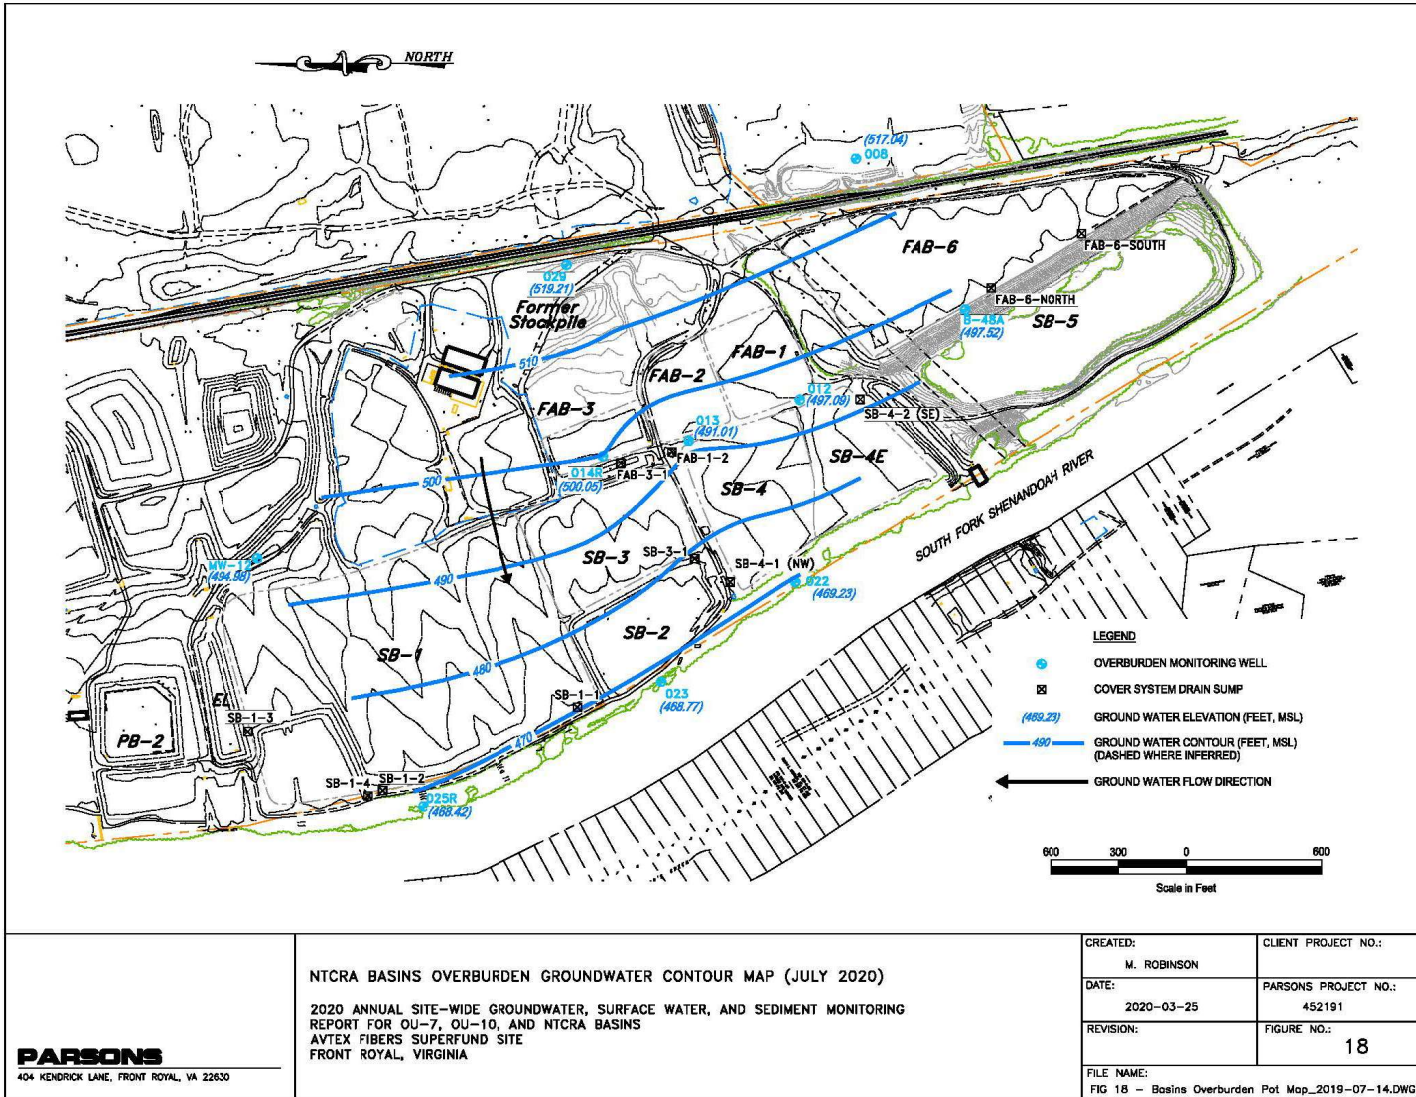 NORTH
(517.04)
008
FAB-6
FAB-6-SOUTH
029
(519.21)
Former
Stockpile
FAB-6-NORTH
B-48A
(497.52)
SB-5
510
FAB-1
FAB-2
FAB-3
012
(497.09)
SB-4-2 (SE)
013
(491.01)
FAB-1-2
014R
(500.05)
FAB-3-1
SB-4E
SB-4
500
SOUTH FORK SHENANDOAH RIVER
MW-12
(494.98)
490
SB-3
SB-3-1
SB-4-1 (NW)
022
(469.23)
SB-2
SB-1
480
023
(468.77)
SB-1-1
SB-1-3
PB-2
470
SB-1-4
SB-1-2
025R
(468.42)
LEGEND
OVERBURDEN MONITORING WELL
COVER SYSTEM DRAIN SUMP
(469.23) GROUND WATER ELEVATION (FEET, MSL)
490 GROUND WATER CONTOUR (FEET, MSL)
(DASHED WHERE INFERRED)
GROUND WATER FLOW DIRECTION
600 300 0 600
Scale in Feet
PARSONS
404 KENDRICK LANE, FRONT ROYAL, VA 22630
NTCRA BASINS OVERBURDEN GROUNDWATER CONTOUR MAP (JULY 2020)
2020 ANNUAL SITE-WIDE GROUNDWATER, SURFACE WATER, AND SEDIMENT MONITORING
REPORT FOR OU-7, OU-10, AND NTCRA BASINS
AVTEX FIBERS SUPERFUND SITE
FRONT ROYAL, VIRGINIA
CREATED:
M. ROBINSON
CLIENT PROJECT NO.:
DATE:
2020-03-25
PARSONS PROJECT NO.:
452191
REVISION:
FIGURE NO.:
18
FILE NAME:
FIG 18 - Basins Overburden Pot Map_2019-07-14.DWG